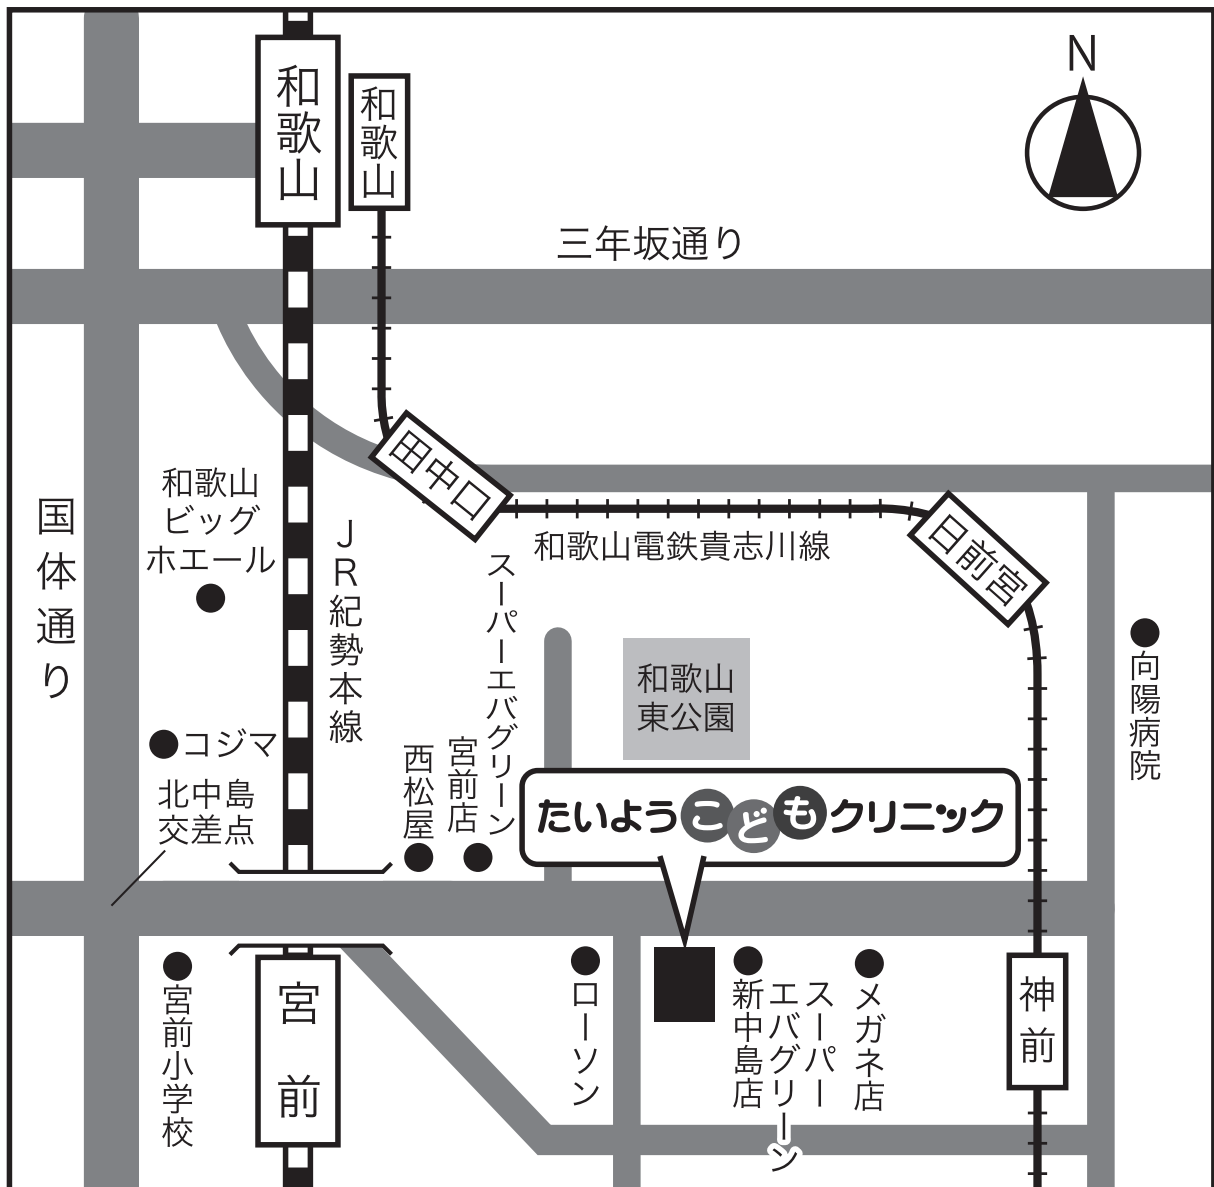 N
和歌山
和歌山
三年坂通り
田中口
日前宮
和歌山電鉄貴志川線
和歌山
ビッグ
ホエール
国体通り
JR紀勢本線
スーパーエバグリーン
宮前店
西松屋
和歌山
東公園
向陽病院
コジマ
北中島
交差点
たいようこどもクリニック
宮前小学校
宮前
ローソン
スーパー
エバグリーン
新中島店
メガネ店
神前